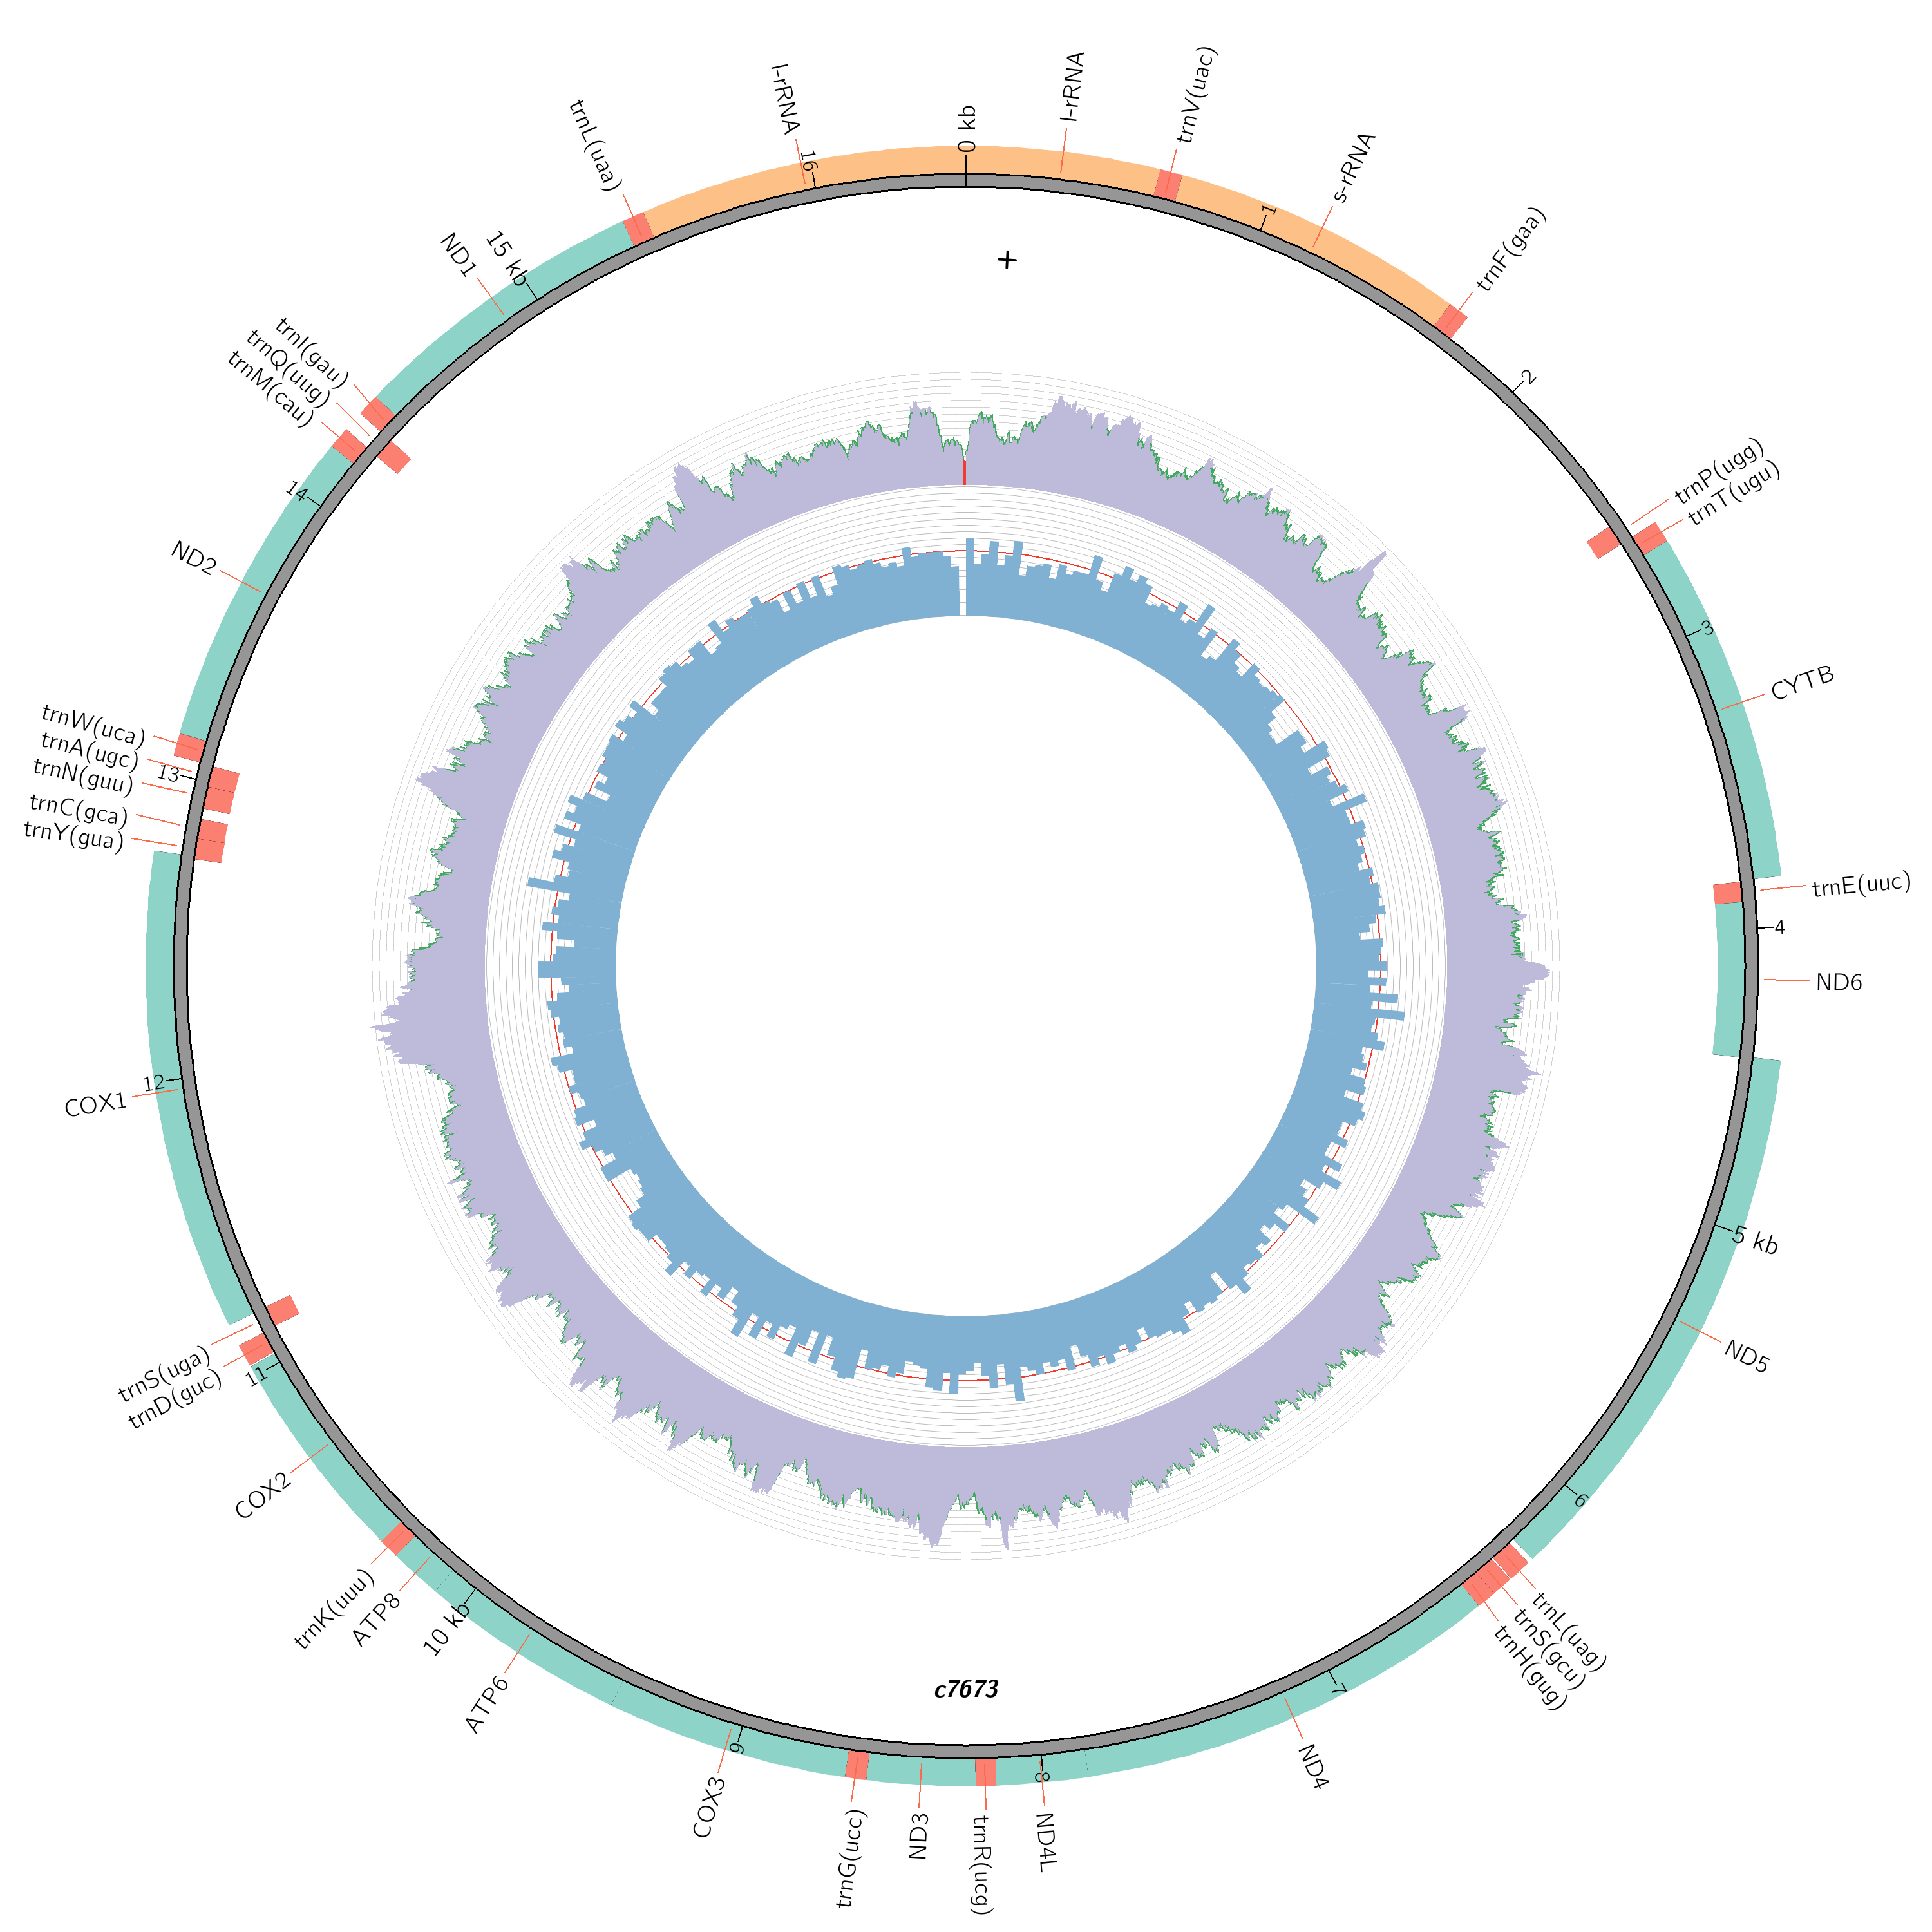 0 kb
l-rRNA
trnV(uac)
1
s-rRNA
trnF(gaa)
2
trnP(ugg)
trnT(ugu)
3
CYTB
trnE(uuc)
4
ND6
5 kb
ND5
6
trnL(uag)
trnS(gcu)
trnH(gug)
7
ND4
8
ND4L
trnR(ucg)
ND3
trnG(ucc)
9
COX3
ATP6
10 kb
ATP8
trnK(uuu)
COX2
11
trnD(guc)
trnS(uga)
12
COX1
trnY(gua)
trnC(gca)
trnN(guu)
13
trnA(ugc)
trnW(uca)
ND2
14
trnM(cau)
trnQ(uug)
trnI(gau)
ND1
15 kb
trnL(uaa)
l-rRNA
16
+
c7673